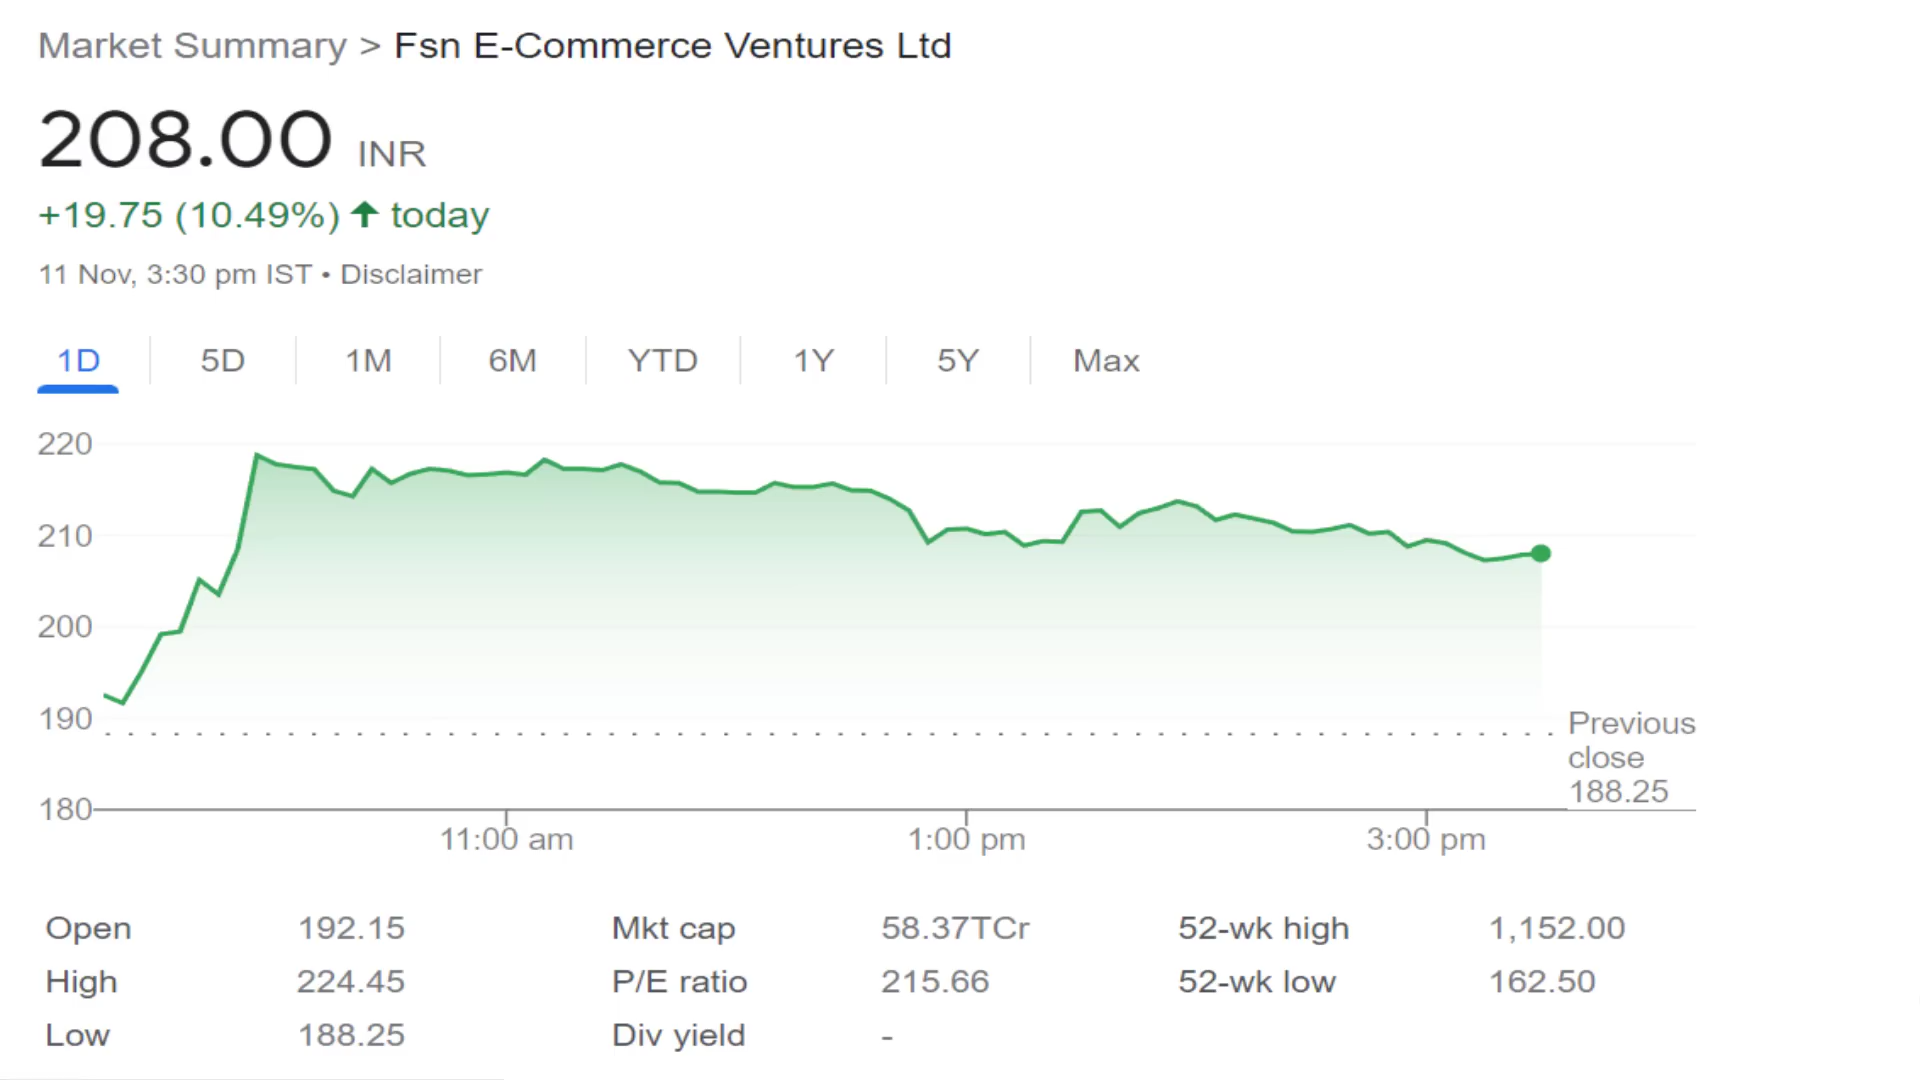 Market Summary > Fsn E-Commerce Ventures Ltd
208.00 INR
+19.75 (10.49%) ↑ today
11 Nov, 3:30 pm IST • Disclaimer
1D 5D 1M 6M YTD 1Y 5Y Max
220
210
200
190
180
Previous
close
188.25
11:00 am 1:00 pm 3:00 pm
Open 192.15 Mkt cap 58.37TCr 52-wk high 1,152.00
High 224.45 P/E ratio 215.66 52-wk low 162.50
Low 188.25 Div yield -